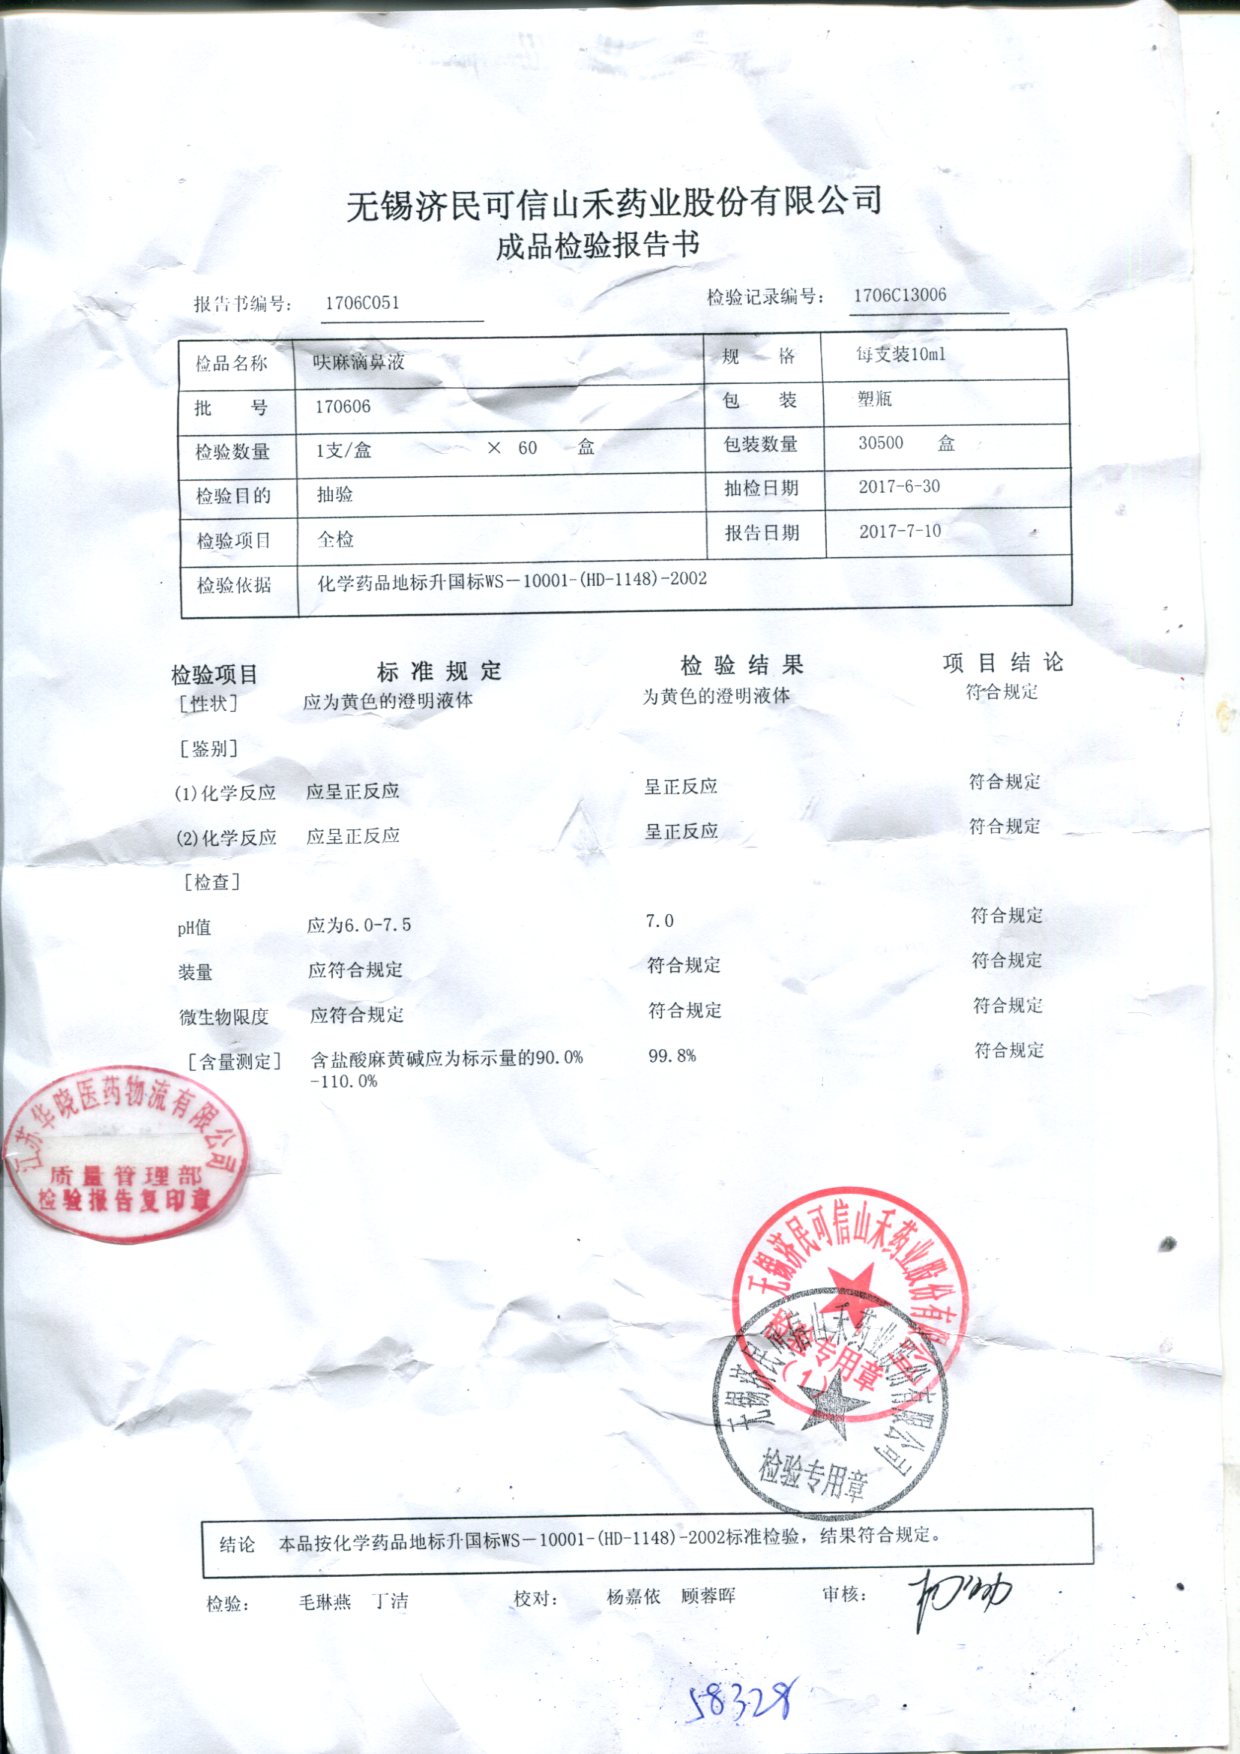 无锡济民可信山禾药业股份有限公司
成品检验报告书
报告书编号： 1706C051 检验记录编号： 1706C13006
检品名称 呋麻滴鼻液 规 格 每支装10ml
批 号 170606 包 装 塑瓶
检验数量 1支/盒 × 60 盒 包装数量 30500 盒
检验目的 抽验 抽检日期 2017-6-30
检验项目 全检 报告日期 2017-7-10
检验依据 化学药品地标升国标WS－10001-(HD-1148)-2002
检验项目 标准规定 检验结果 项目结论
[性状] 应为黄色的澄明液体 为黄色的澄明液体 符合规定
[鉴别]
(1)化学反应 应呈正反应 呈正反应 符合规定
(2)化学反应 应呈正反应 呈正反应 符合规定
[检查]
pH值 应为6.0-7.5 7.0 符合规定
装量 应符合规定 符合规定 符合规定
微生物限度 应符合规定 符合规定 符合规定
[含量测定] 含盐酸麻黄碱应为标示量的90.0% 99.8% 符合规定
-110.0%
江苏华晓医药物流有限公司
质量管理部
检验报告复印章
无锡济民可信山禾药业股份有限公司
检验专用章
(1)
无锡济民可信山禾药业股份有限公司
检验专用章
结论 本品按化学药品地标升国标WS－10001-(HD-1148)-2002标准检验，结果符合规定。
检验： 毛琳燕 丁洁 校对： 杨嘉依 顾蓉晖 审核：
58328